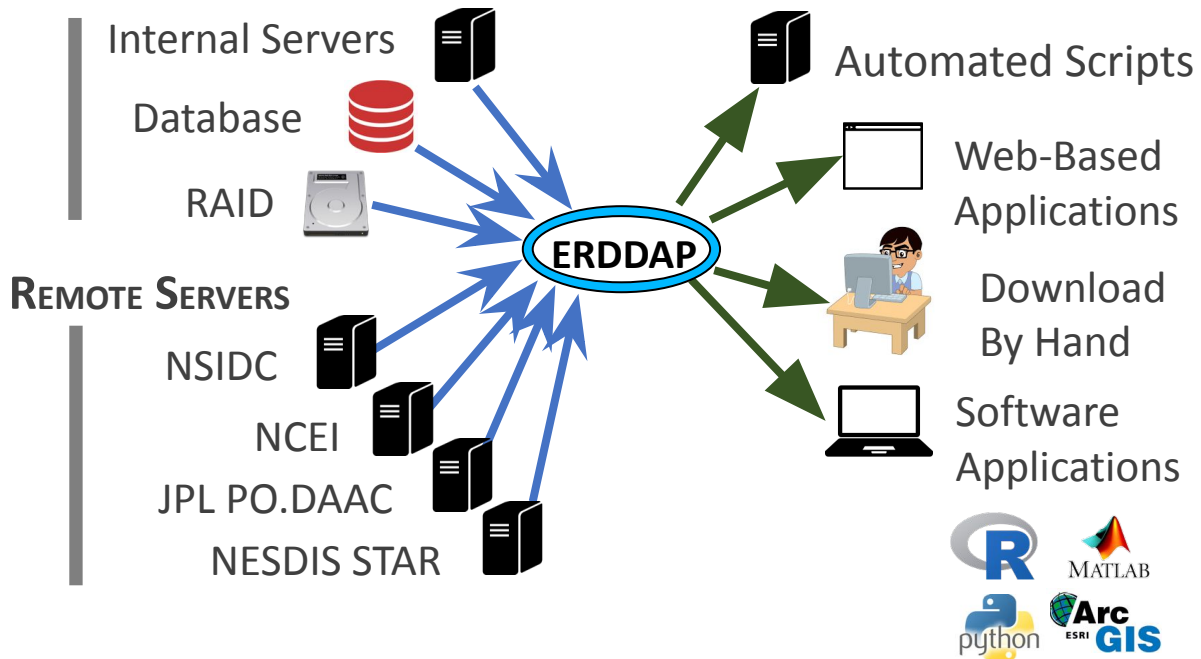 Internal Servers
Database
RAID
REMOTE SERVERS
NSIDC
NCEI
JPL PO.DAAC
NESDIS STAR
ERDDAP
Automated Scripts
Web-Based
Applications
Download
By Hand
Software
Applications
R
MATLAB
python
Arc
ESRI GIS